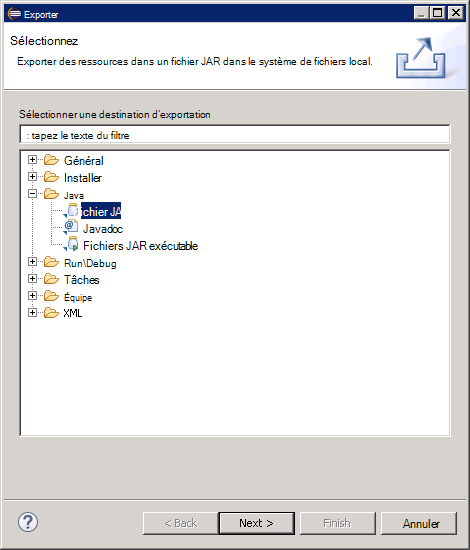 Exporter
Sélectionnez
Exporter des ressources dans un fichier JAR dans le système de fichiers local.
Sélectionner une destination d'exportation
: tapez le texte du filtre
Général
Installer
Java
chier JA
Javadoc
Fichiers JAR exécutable
Run\Debug
Tâches
Équipe
XML
< Back
Next >
Finish
Annuler